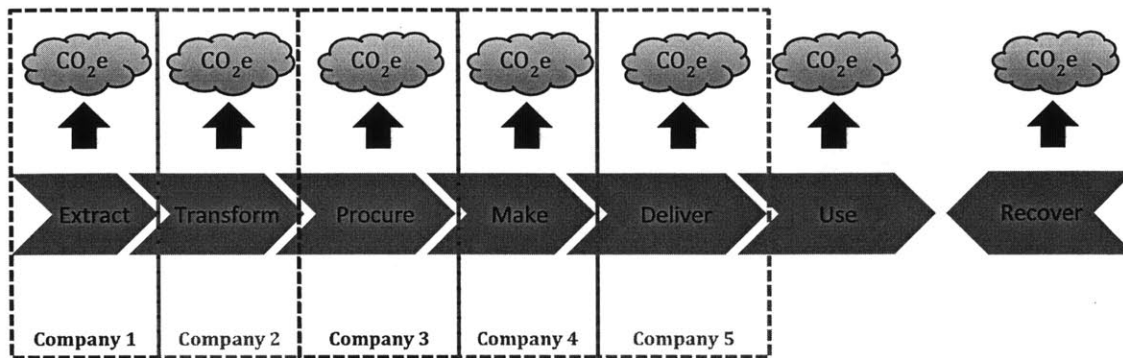 CO₂e CO₂e CO₂e CO₂e CO₂e CO₂e CO₂e
Extract Transform Procure Make Deliver Use Recover
Company 1 Company 2 Company 3 Company 4 Company 5